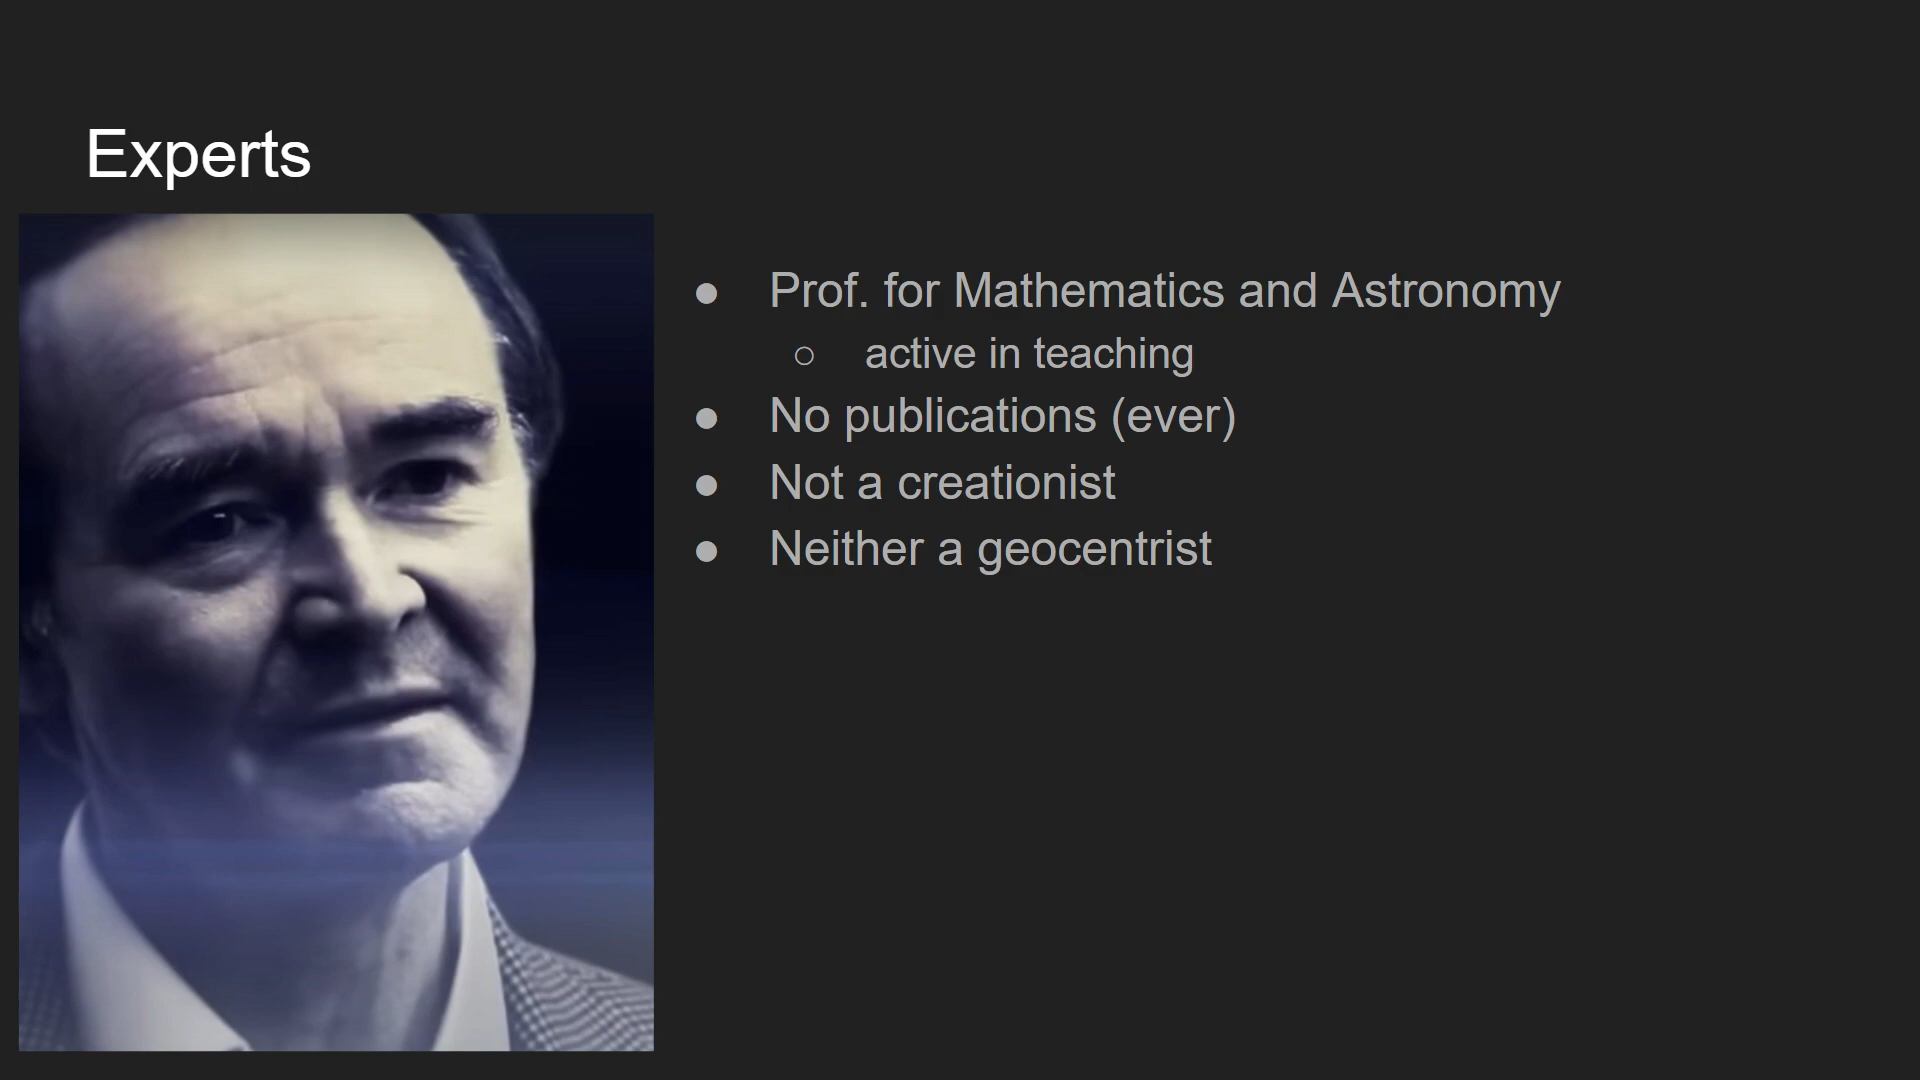 Experts
● Prof. for Mathematics and Astronomy
○ active in teaching
● No publications (ever)
● Not a creationist
● Neither a geocentrist